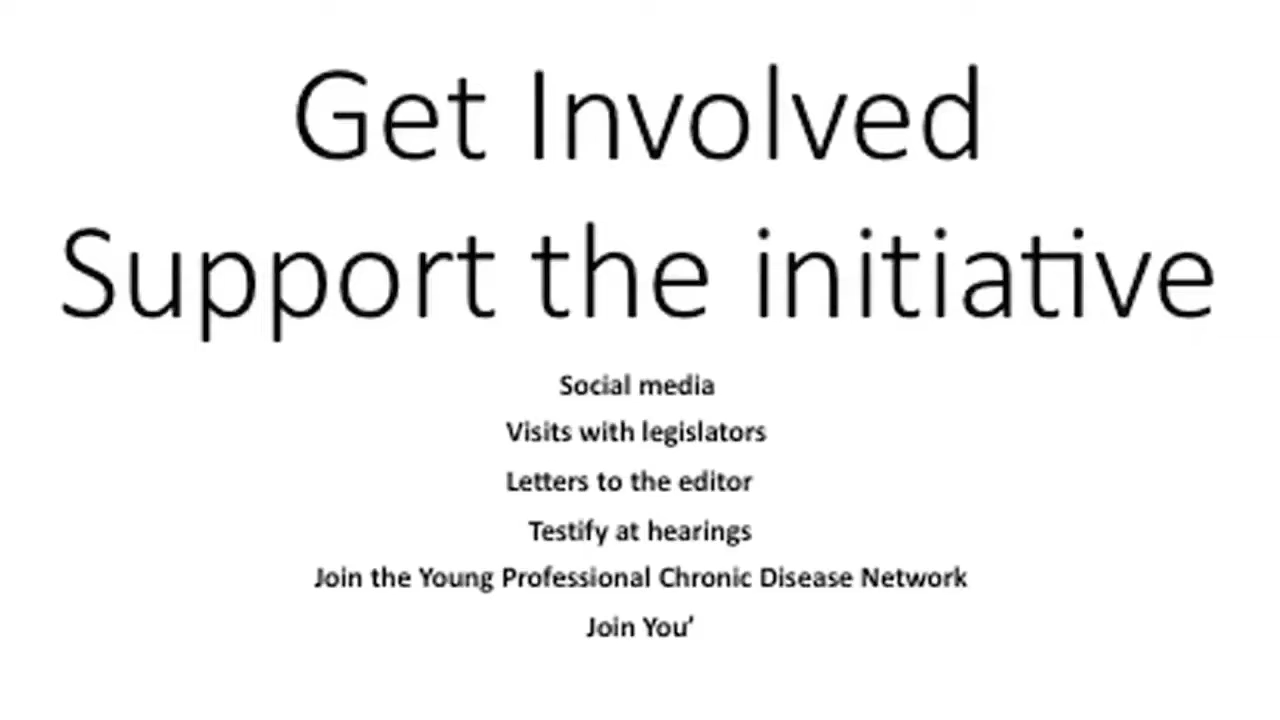 Get Involved
Support the initiative
Social media
Visits with legislators
Letters to the editor
Testify at hearings
Join the Young Professional Chronic Disease Network
Join You’